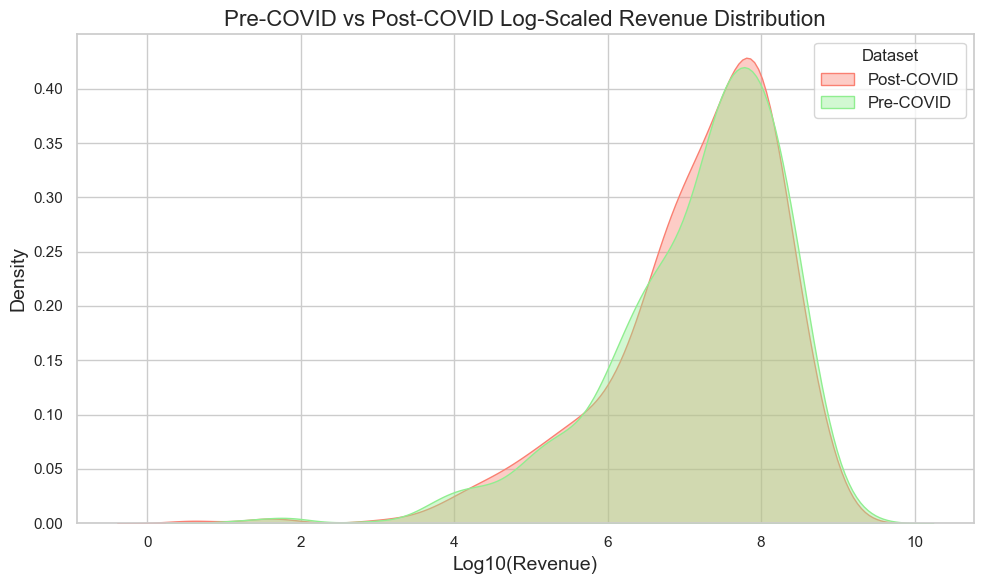 Pre-COVID vs Post-COVID Log-Scaled Revenue Distribution
Dataset
Post-COVID
Pre-COVID
Density
0.40
0.35
0.30
0.25
0.20
0.15
0.10
0.05
0.00
0 2 4 6 8 10
Log10(Revenue)